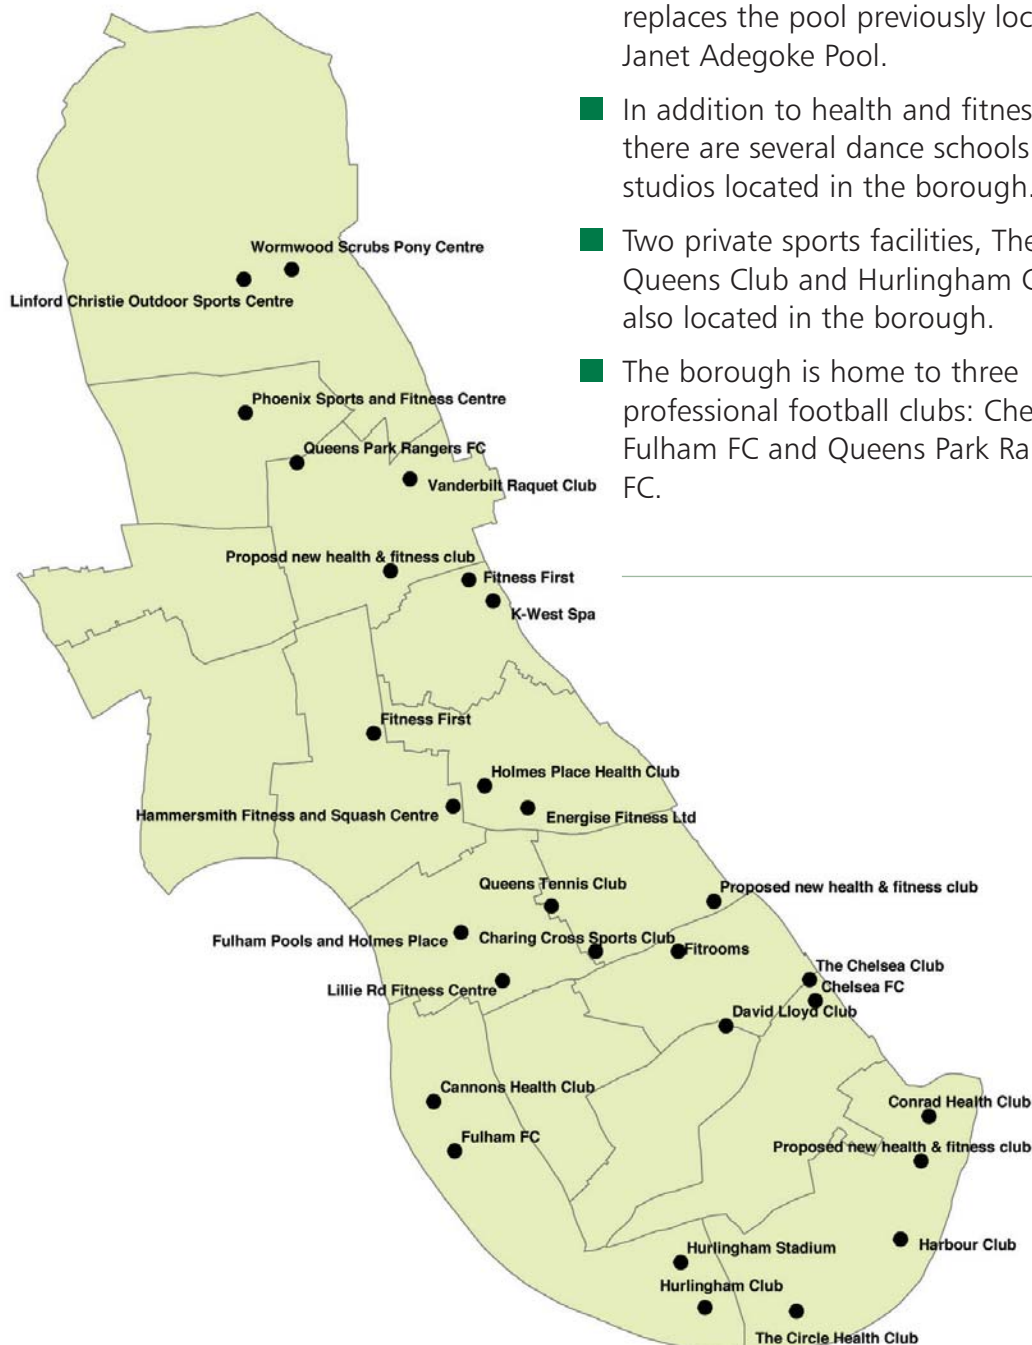 replaces the pool previously loc
Janet Adegoke Pool.
■ In addition to health and fitnes
there are several dance schools
studios located in the borough.
■ Two private sports facilities, The
Queens Club and Hurlingham C
also located in the borough.
■ The borough is home to three
professional football clubs: Che
Fulham FC and Queens Park Ra
FC.
Wormwood Scrubs Pony Centre
Linford Christie Outdoor Sports Centre
Phoenix Sports and Fitness Centre
Queens Park Rangers FC
Vanderbilt Raquet Club
Proposd new health & fitness club
Fitness First
K-West Spa
Fitness First
Holmes Place Health Club
Hammersmith Fitness and Squash Centre
Energise Fitness Ltd
Queens Tennis Club
Proposed new health & fitness club
Fulham Pools and Holmes Place
Charing Cross Sports Club
Fitrooms
The Chelsea Club
Lillie Rd Fitness Centre
Chelsea FC
David Lloyd Club
Cannons Health Club
Conrad Health Club
Fulham FC
Proposed new health & fitness club
Hurlingham Stadium
Harbour Club
Hurlingham Club
The Circle Health Club